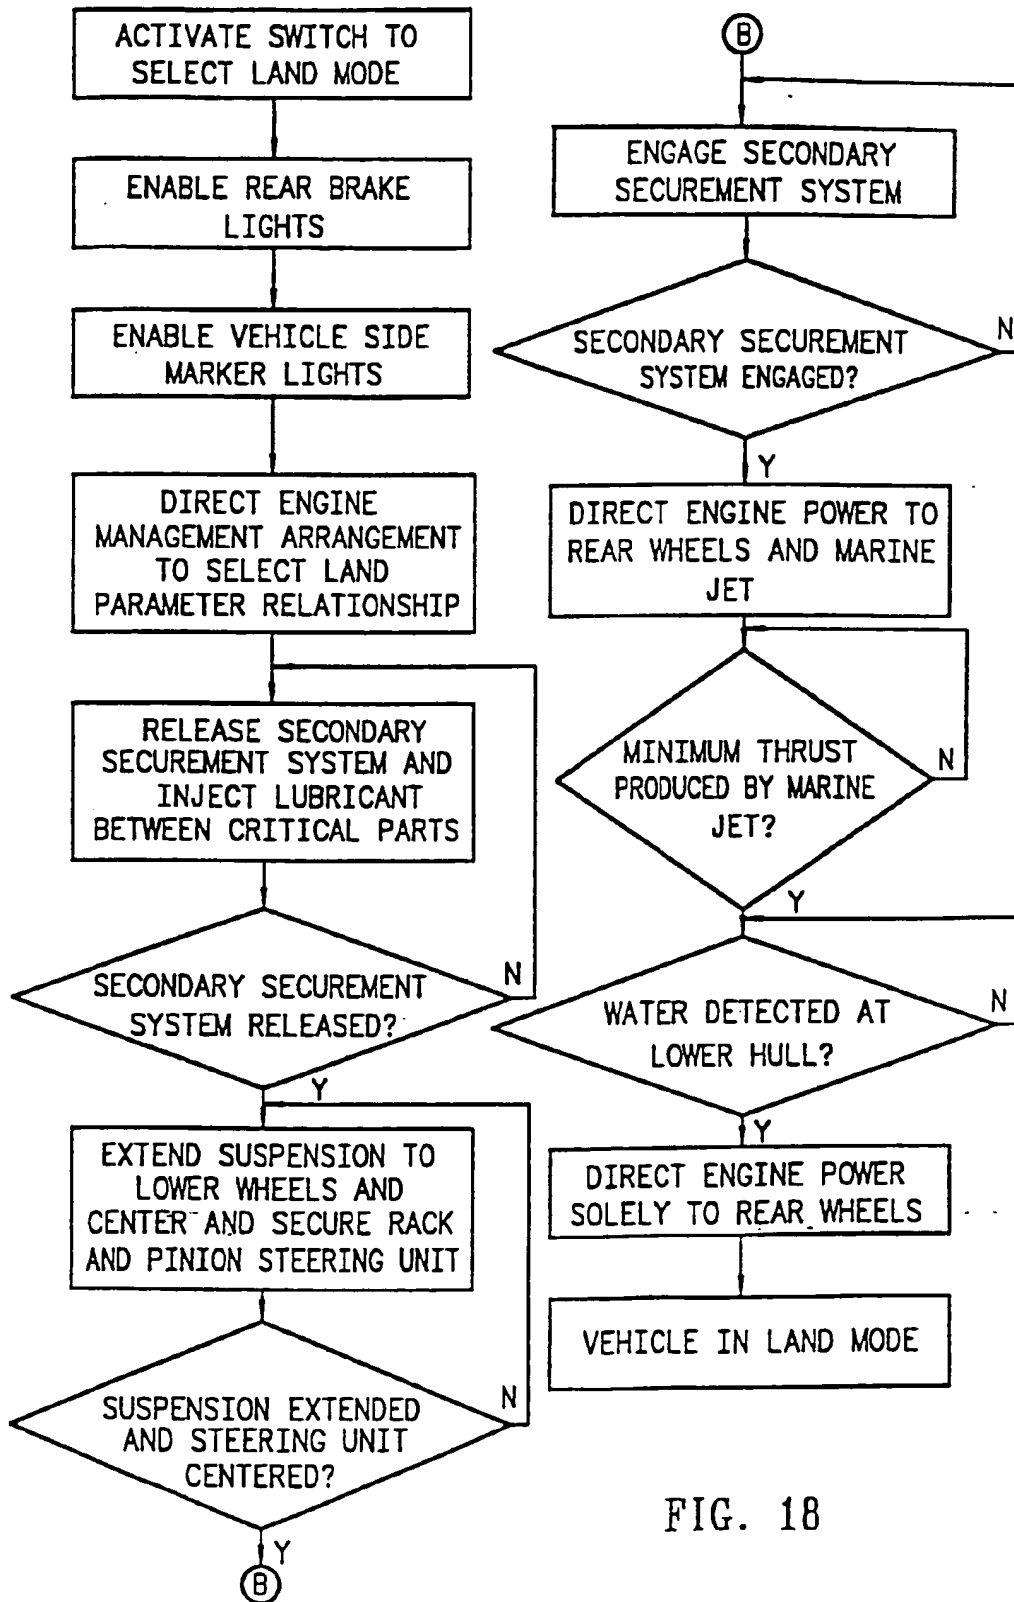 ACTIVATE SWITCH TO
SELECT LAND MODE
ENABLE REAR BRAKE
LIGHTS
ENABLE VEHICLE SIDE
MARKER LIGHTS
DIRECT ENGINE
MANAGEMENT ARRANGEMENT
TO SELECT LAND
PARAMETER RELATIONSHIP
RELEASE SECONDARY
SECUREMENT SYSTEM AND
INJECT LUBRICANT
BETWEEN CRITICAL PARTS
SECONDARY SECUREMENT
SYSTEM RELEASED?
N
Y
EXTEND SUSPENSION TO
LOWER WHEELS AND
CENTER AND SECURE RACK
AND PINION STEERING UNIT
SUSPENSION EXTENDED
AND STEERING UNIT
CENTERED?
N
Y
B
B
ENGAGE SECONDARY
SECUREMENT SYSTEM
SECONDARY SECUREMENT
SYSTEM ENGAGED?
N
Y
DIRECT ENGINE POWER TO
REAR WHEELS AND MARINE
JET
MINIMUM THRUST
PRODUCED BY MARINE
JET?
N
Y
WATER DETECTED AT
LOWER HULL?
N
Y
DIRECT ENGINE POWER
SOLELY TO REAR WHEELS
VEHICLE IN LAND MODE
FIG. 18